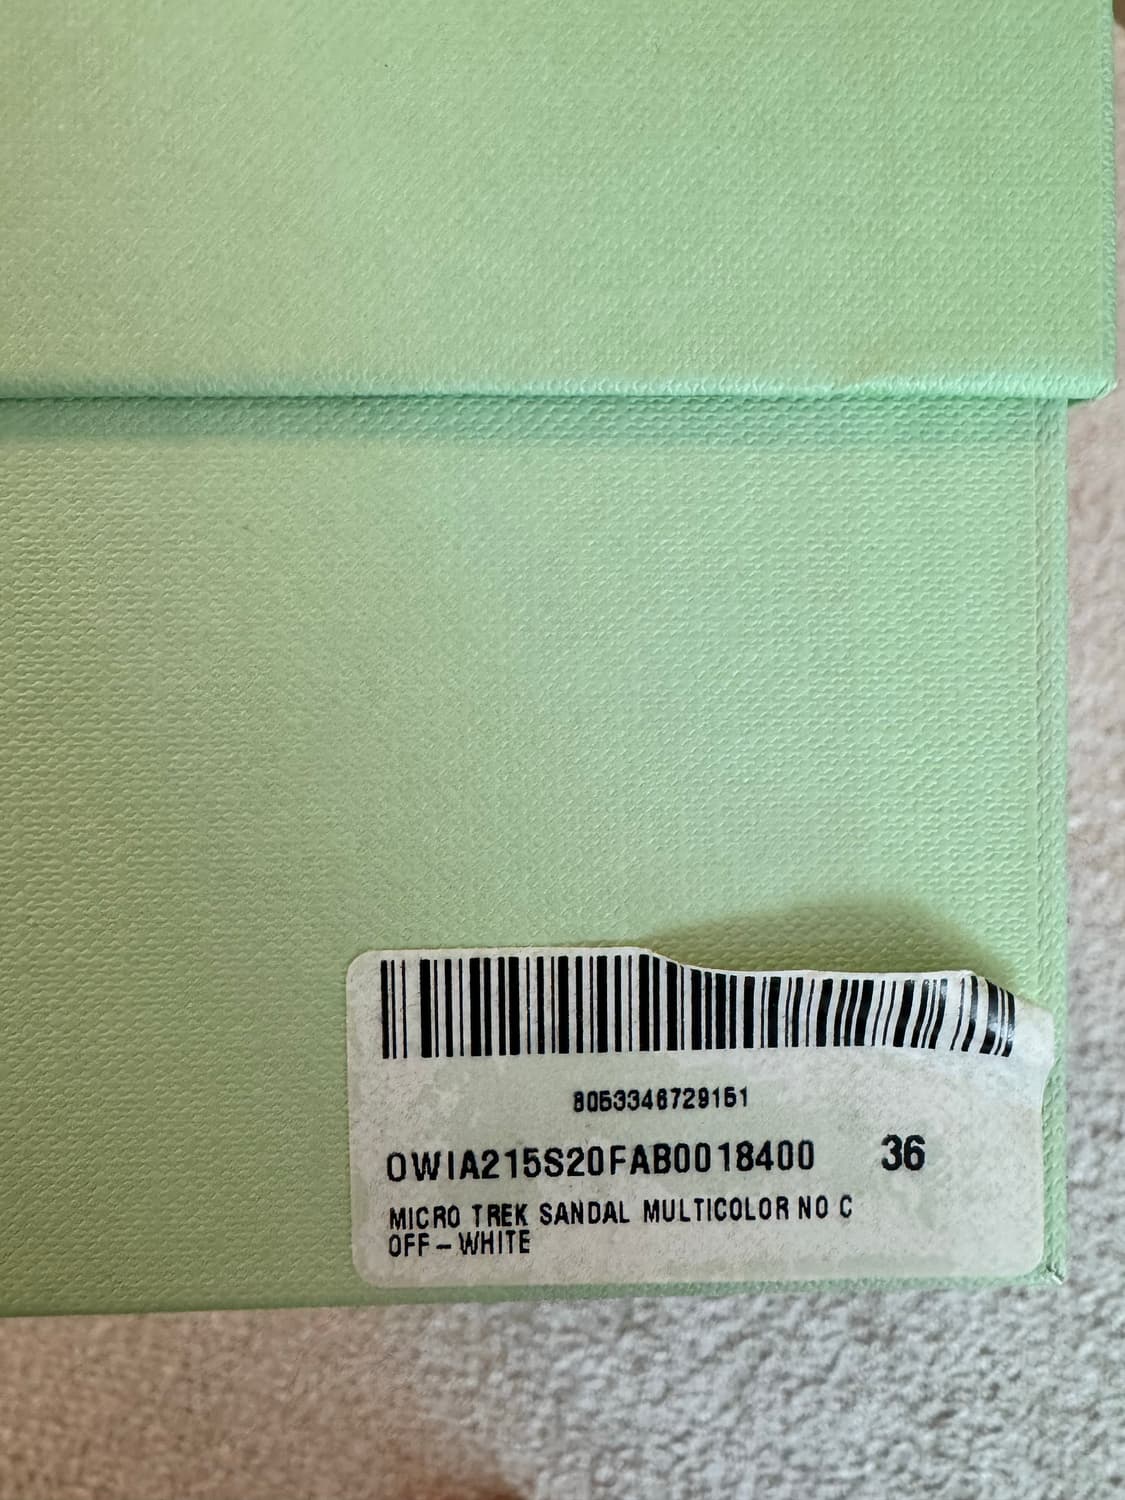 8053346729151
OWIA215S20FAB0018400 36
MICRO TREK SANDAL MULTICOLOR NO C
OFF-WHITE